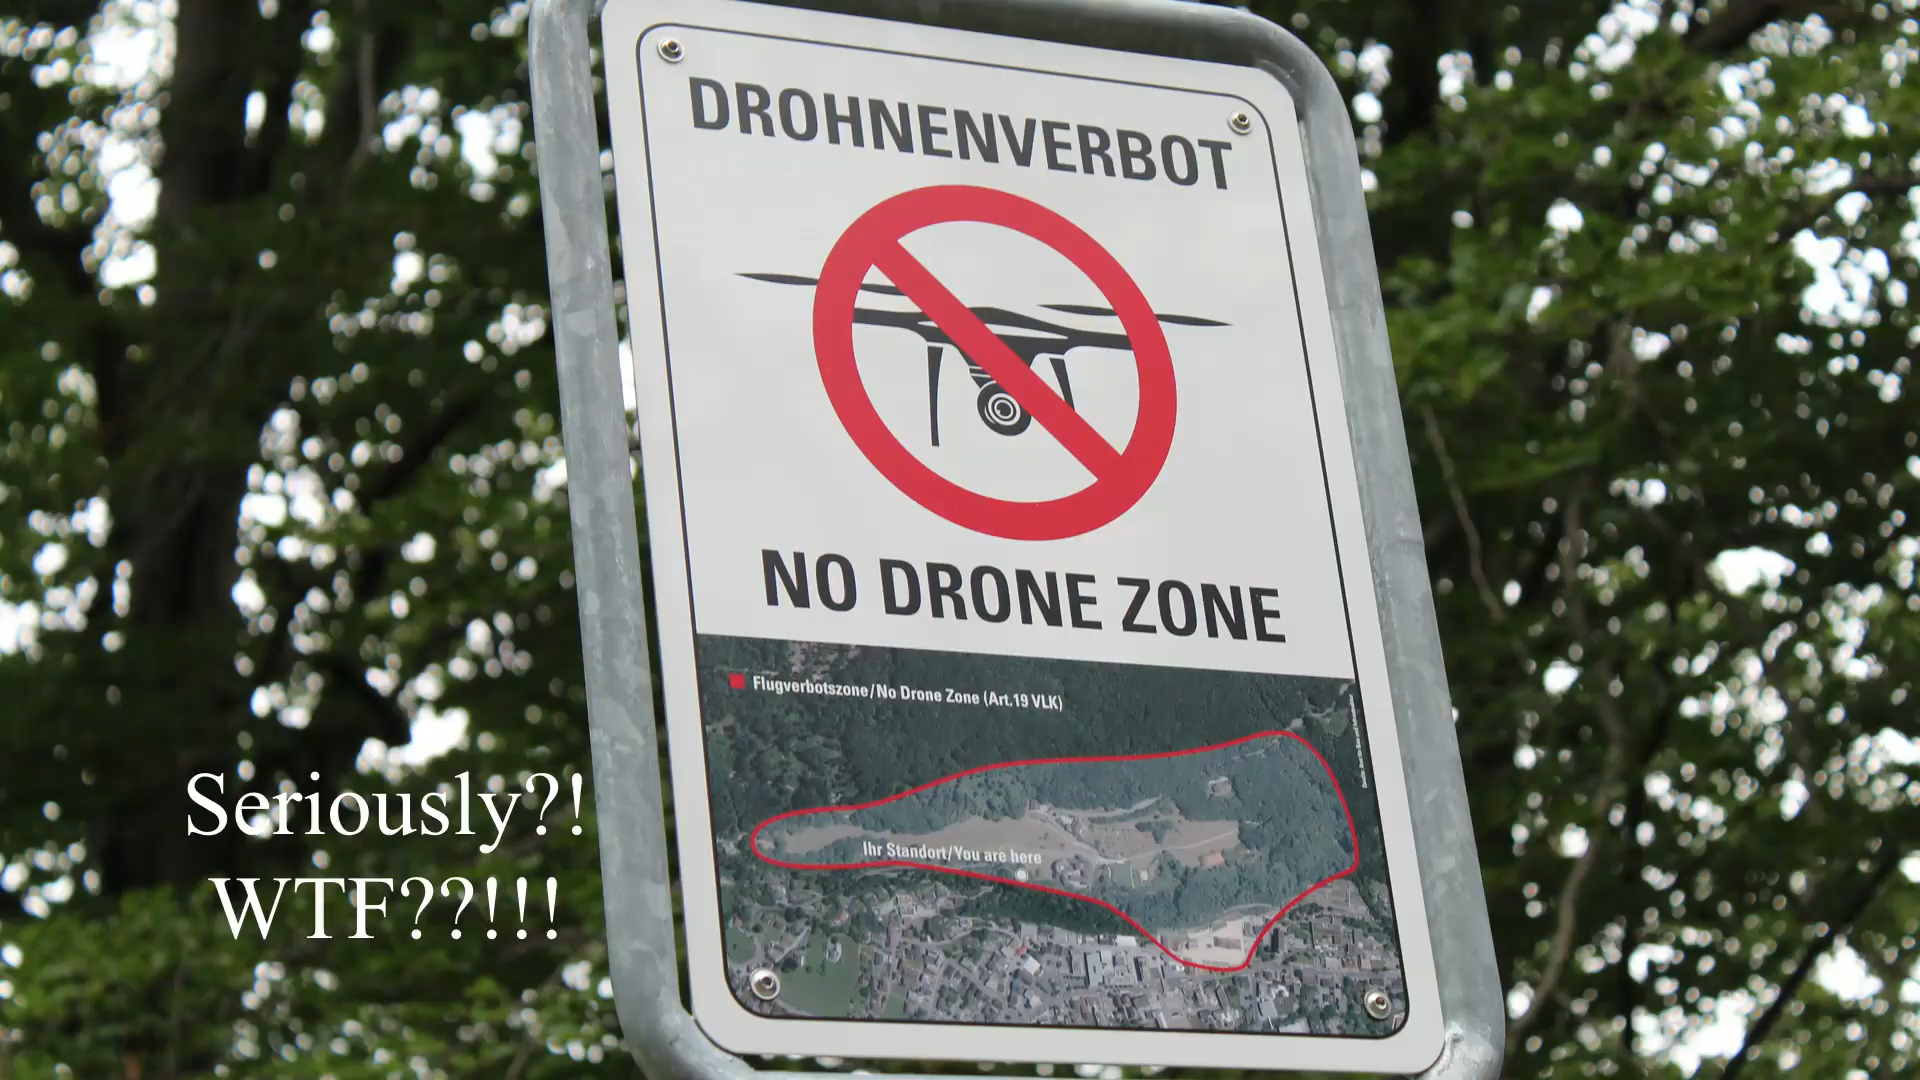 DROHNENVERBOT
NO DRONE ZONE
Flugverbotszone/No Drone Zone (Art.19 VLK)
Ihr Standort/You are here
Seriously?!
WTF??!!!